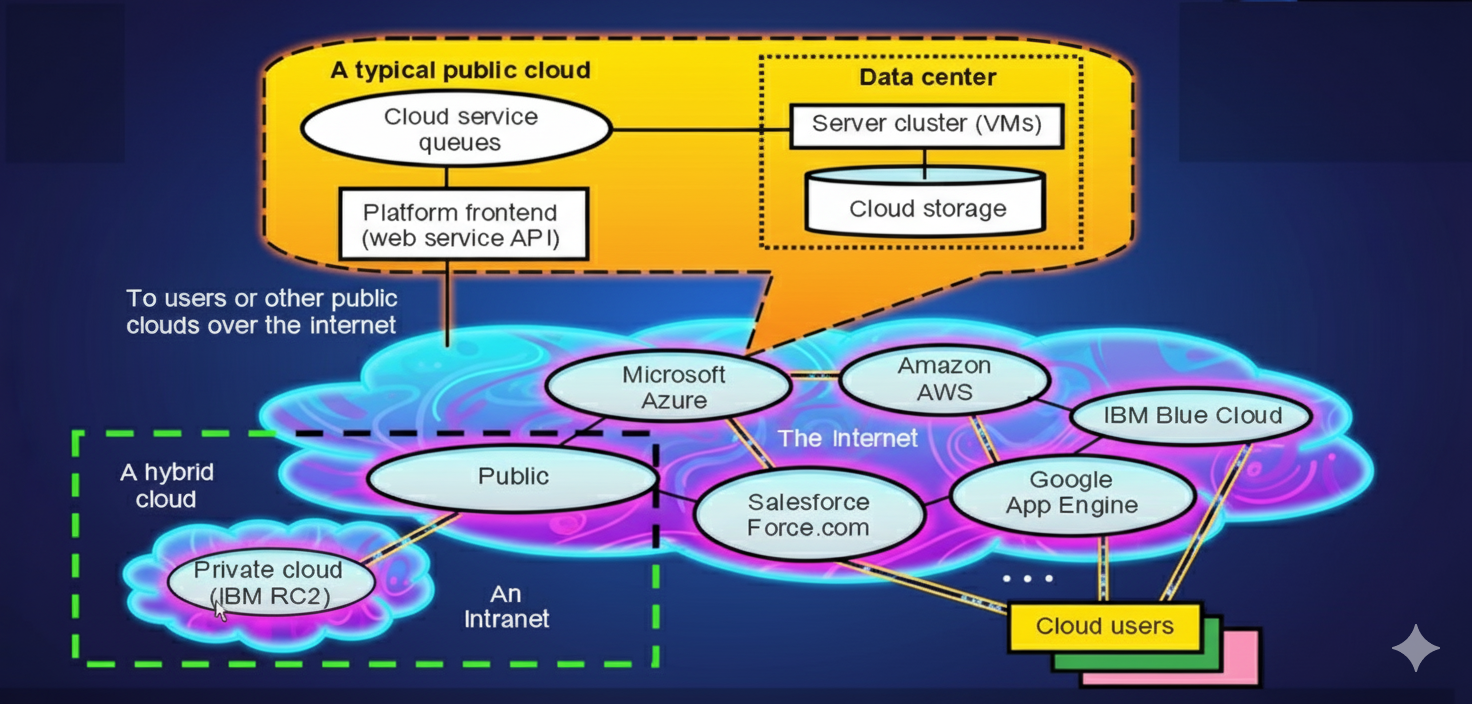 A typical public cloud
Cloud service
queues
Platform frontend
(web service API)
Data center
Server cluster (VMs)
Cloud storage
To users or other public
clouds over the internet
Microsoft
Azure
Amazon
AWS
IBM Blue Cloud
The Internet
Public
Salesforce
Force.com
Google
App Engine
A hybrid
cloud
Private cloud
(IBM RC2)
An
Intranet
. . .
Cloud users